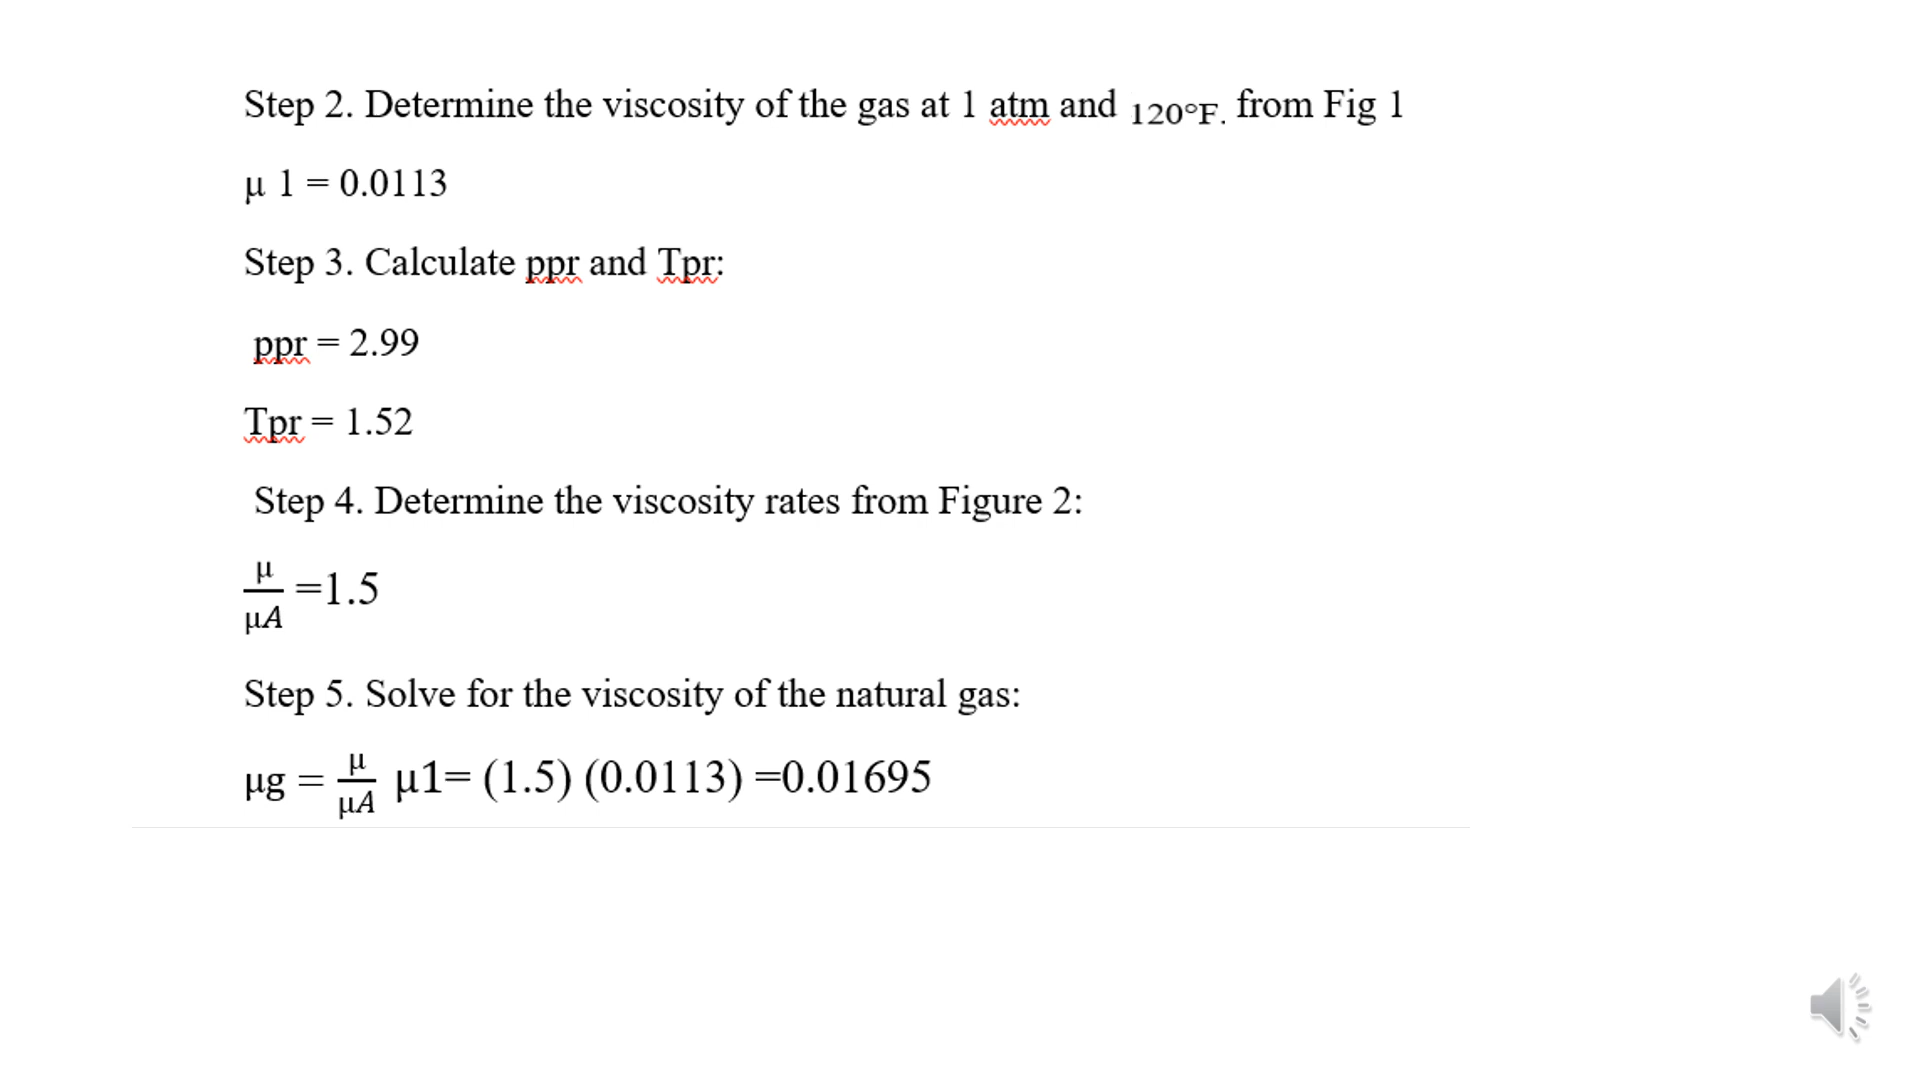 Step 2. Determine the viscosity of the gas at 1 atm and 120°F. from Fig 1
μ 1 = 0.0113
Step 3. Calculate ppr and Tpr:
ppr = 2.99
Tpr = 1.52
Step 4. Determine the viscosity rates from Figure 2:
μ/μA =1.5
Step 5. Solve for the viscosity of the natural gas:
μg = μ/μA μ1= (1.5) (0.0113) =0.01695